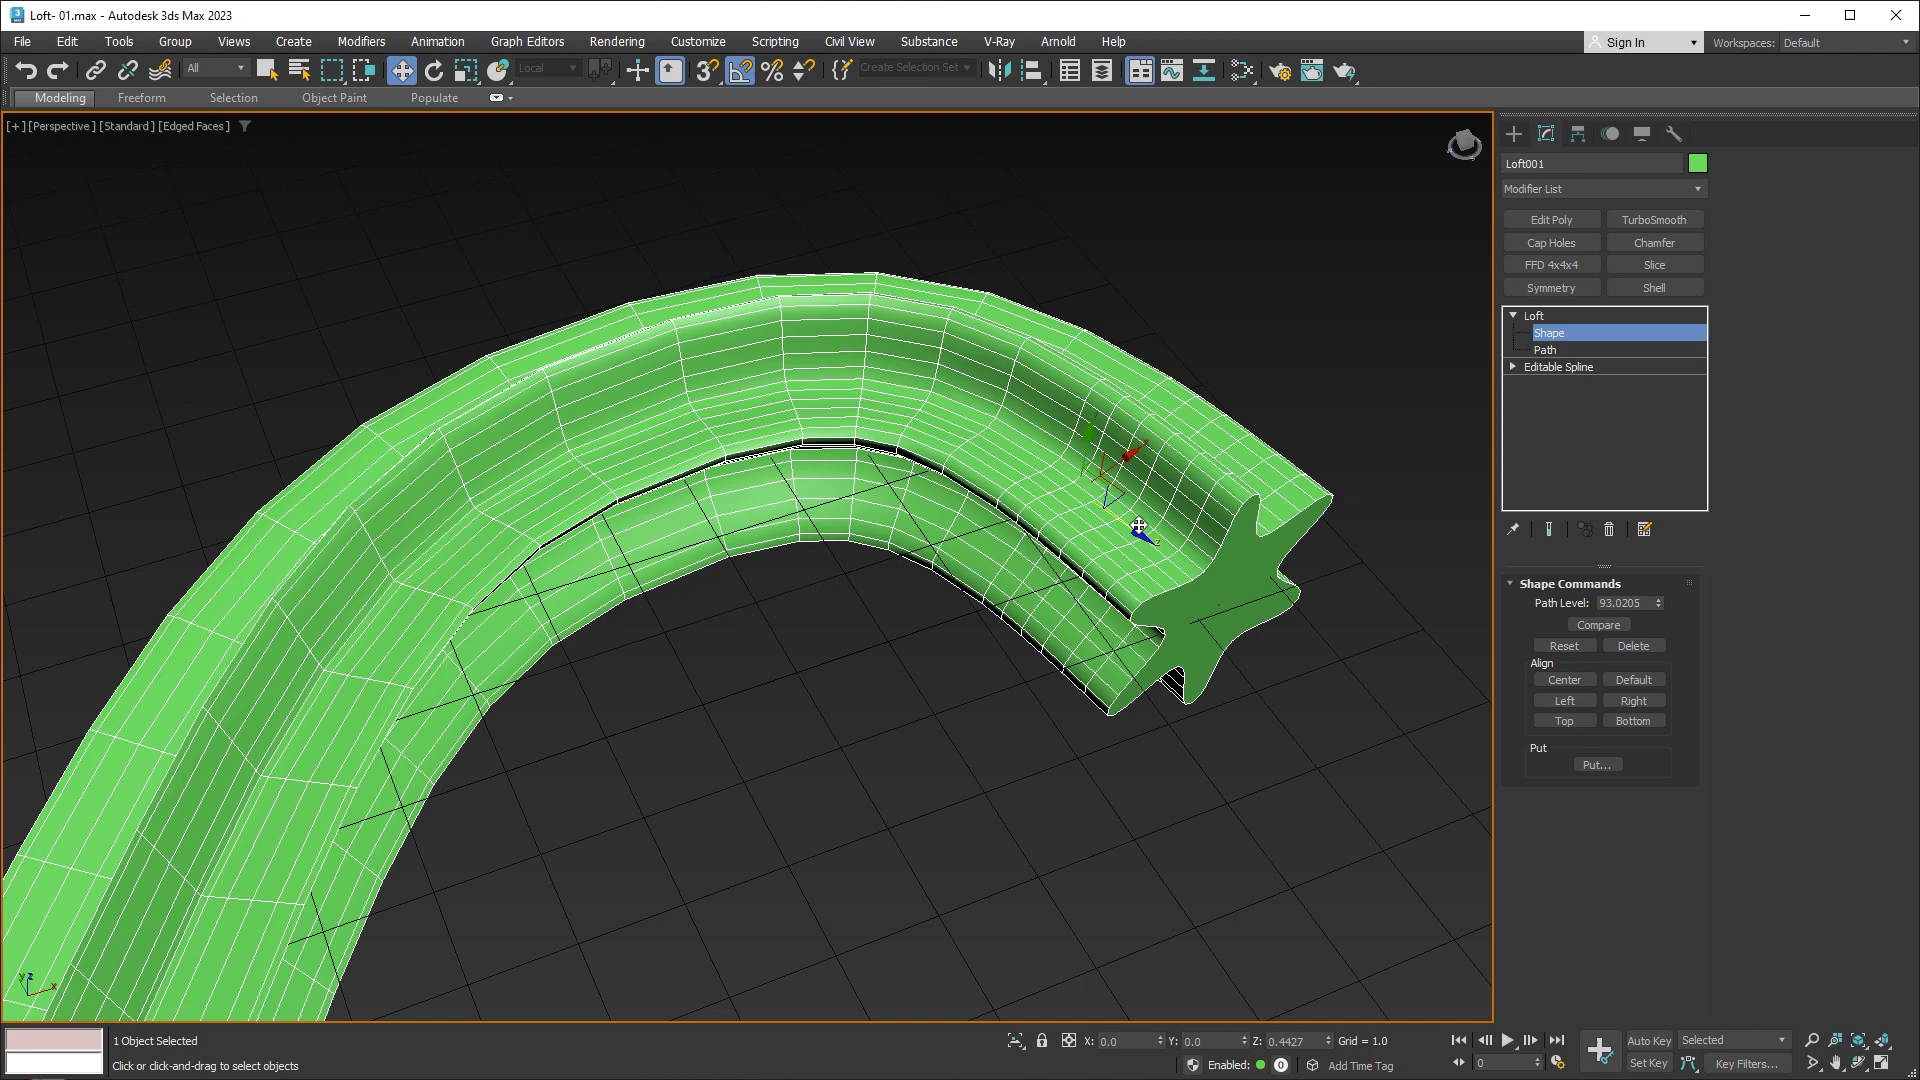 Loft- 01.max - Autodesk 3ds Max 2023
File Edit Tools Group Views Create Modifiers Animation Graph Editors Rendering Customize Scripting Civil View Substance V-Ray Arnold Help
Sign In Workspaces: Default
All Local Create Selection Set
Modeling Freeform Selection Object Paint Populate
[+] [Perspective] [Standard] [Edged Faces]
Loft001
Modifier List
Edit Poly TurboSmooth
Cap Holes Chamfer
FFD 4x4x4 Slice
Symmetry Shell
Loft
Shape
Path
Editable Spline
Shape Commands
Path Level: 93.0205
Compare
Reset Delete
Align
Center Default
Left Right
Top Bottom
Put
Put...
1 Object Selected
X: 0.0 Y: 0.0 Z: 0.4427 Grid = 1.0
Auto Key Selected
Click or click-and-drag to select objects
Enabled: 0 Add Time Tag
0
Set Key Key Filters...